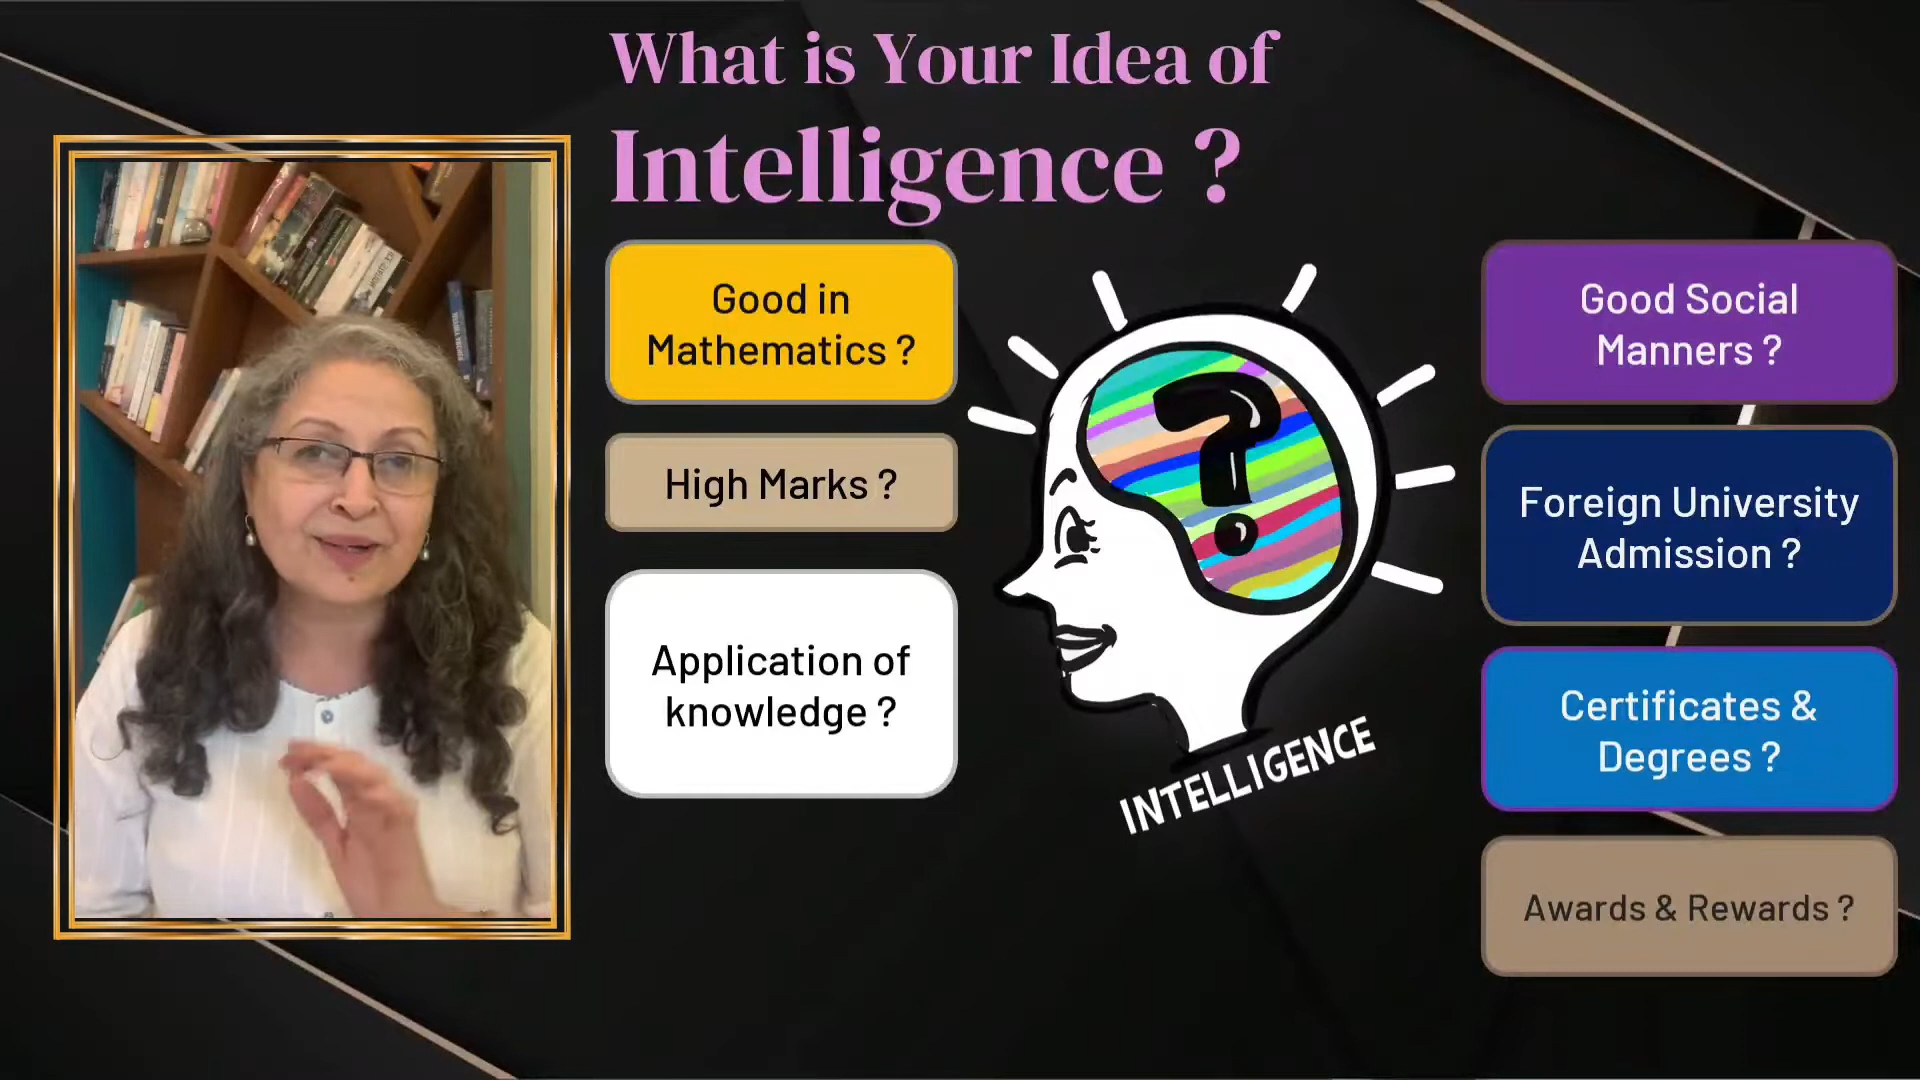 What is Your Idea of
Intelligence ?
Good in
Mathematics ?
High Marks ?
Application of
knowledge ?
INTELLIGENCE
Good Social
Manners ?
Foreign University
Admission ?
Certificates &
Degrees ?
Awards & Rewards ?